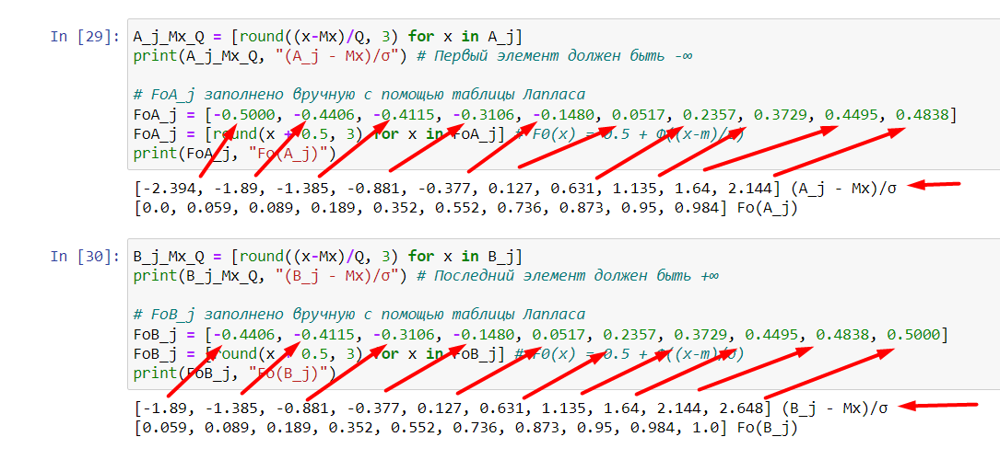 In [29]: A_j_Mx_Q = [round((x-Mx)/Q, 3) for x in A_j]
print(A_j_Mx_Q, "(A_j - Mx)/σ") # Первый элемент должен быть -∞
# FoA_j заполнено вручную с помощью таблицы Лапласа
FoA_j = [-0.5000, -0.4406, -0.4115, -0.3106, -0.1480, 0.0517, 0.2357, 0.3729, 0.4495, 0.4838]
FoA_j = [round(x + 0.5, 3) for x in FoA_j] # F0(x) = 0.5 + Ф((x-m)/σ)
print(FoA_j, "Fo(A_j)")
[-2.394, -1.89, -1.385, -0.881, -0.377, 0.127, 0.631, 1.135, 1.64, 2.144] (A_j - Mx)/σ
[0.0, 0.059, 0.089, 0.189, 0.352, 0.552, 0.736, 0.873, 0.95, 0.984] Fo(A_j)
In [30]: B_j_Mx_Q = [round((x-Mx)/Q, 3) for x in B_j]
print(B_j_Mx_Q, "(B_j - Mx)/σ") # Последний элемент должен быть +∞
# FoB_j заполнено вручную с помощью таблицы Лапласа
FoB_j = [-0.4406, -0.4115, -0.3106, -0.1480, 0.0517, 0.2357, 0.3729, 0.4495, 0.4838, 0.5000]
FoB_j = [round(x + 0.5, 3) for x in FoB_j] # F0(x) = 0.5 + Ф((x-m)/σ)
print(FoB_j, "Fo(B_j)")
[-1.89, -1.385, -0.881, -0.377, 0.127, 0.631, 1.135, 1.64, 2.144, 2.648] (B_j - Mx)/σ
[0.059, 0.089, 0.189, 0.352, 0.552, 0.736, 0.873, 0.95, 0.984, 1.0] Fo(B_j)